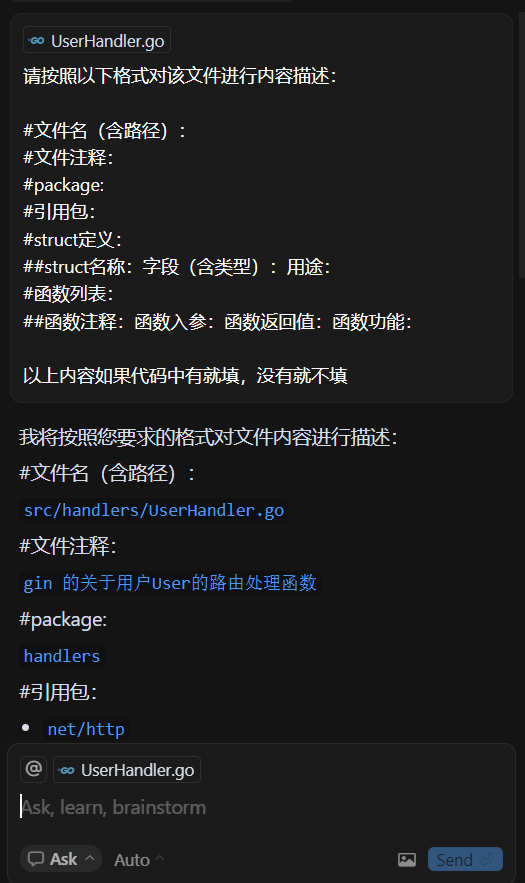 GO UserHandler.go
请按照以下格式对该文件进行内容描述：
#文件名（含路径）：
#文件注释：
#package:
#引用包：
#struct定义：
##struct名称：字段（含类型）：用途：
#函数列表：
##函数注释：函数入参：函数返回值：函数功能：
以上内容如果代码中有就填，没有就不填
我将按照您要求的格式对文件内容进行描述：
#文件名（含路径）：
src/handlers/UserHandler.go
#文件注释：
gin 的关于用户User的路由处理函数
#package:
handlers
#引用包：
net/http
@ GO UserHandler.go
Ask, learn, brainstorm
Ask Auto Send